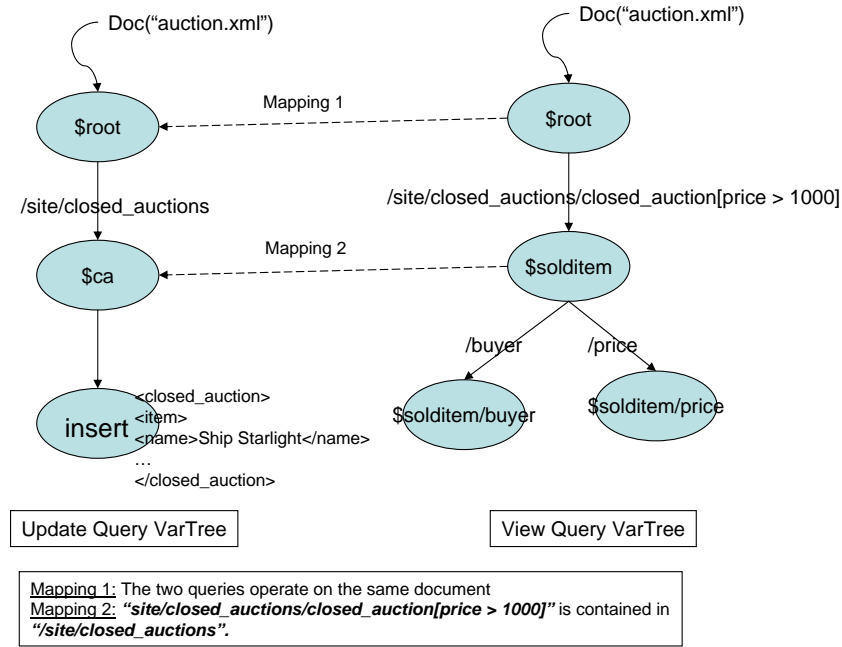 Doc(“auction.xml”)
Doc(“auction.xml”)
$root
Mapping 1
$root
/site/closed_auctions
/site/closed_auctions/closed_auction[price > 1000]
$ca
Mapping 2
$solditem
/buyer
/price
insert
<closed_auction>
<item>
<name>Ship Starlight</name>
…
</closed_auction>
$solditem/buyer
$solditem/price
Update Query VarTree
View Query VarTree
Mapping 1: The two queries operate on the same document
Mapping 2: “site/closed_auctions/closed_auction[price > 1000]” is contained in
“/site/closed_auctions”.